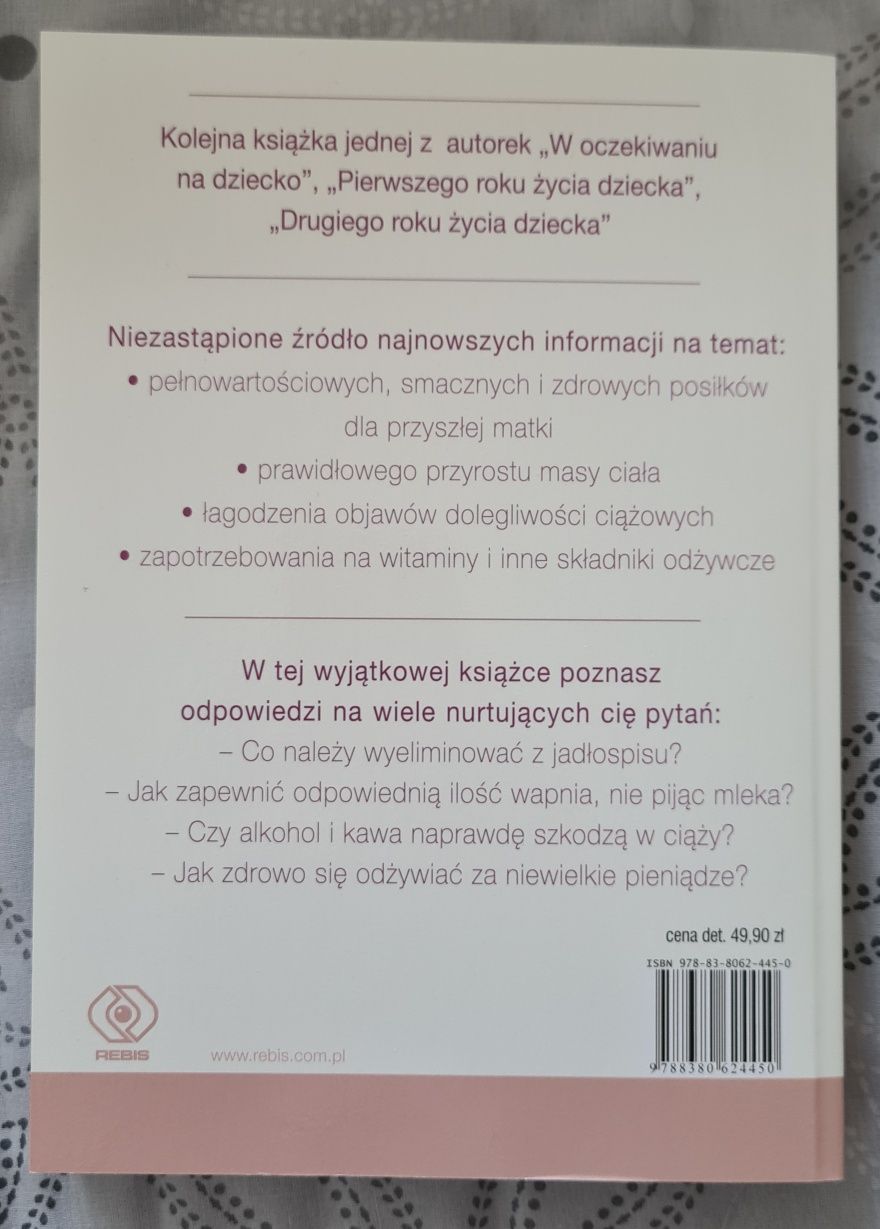 Kolejna książka jednej z autorek „W oczekiwaniu
na dziecko”, „Pierwszego roku życia dziecka”,
„Drugiego roku życia dziecka”
Niezastąpione źródło najnowszych informacji na temat:
• pełnowartościowych, smacznych i zdrowych posiłków
dla przyszłej matki
• prawidłowego przyrostu masy ciała
• łagodzenia objawów dolegliwości ciążowych
• zapotrzebowania na witaminy i inne składniki odżywcze
W tej wyjątkowej książce poznasz
odpowiedzi na wiele nurtujących cię pytań:
– Co należy wyeliminować z jadłospisu?
– Jak zapewnić odpowiednią ilość wapnia, nie pijąc mleka?
– Czy alkohol i kawa naprawdę szkodzą w ciąży?
– Jak zdrowo się odżywiać za niewielkie pieniądze?
cena det. 49,90 zł
ISBN 978-83-8062-445-0
9 788380 624450
REBIS
www.rebis.com.pl